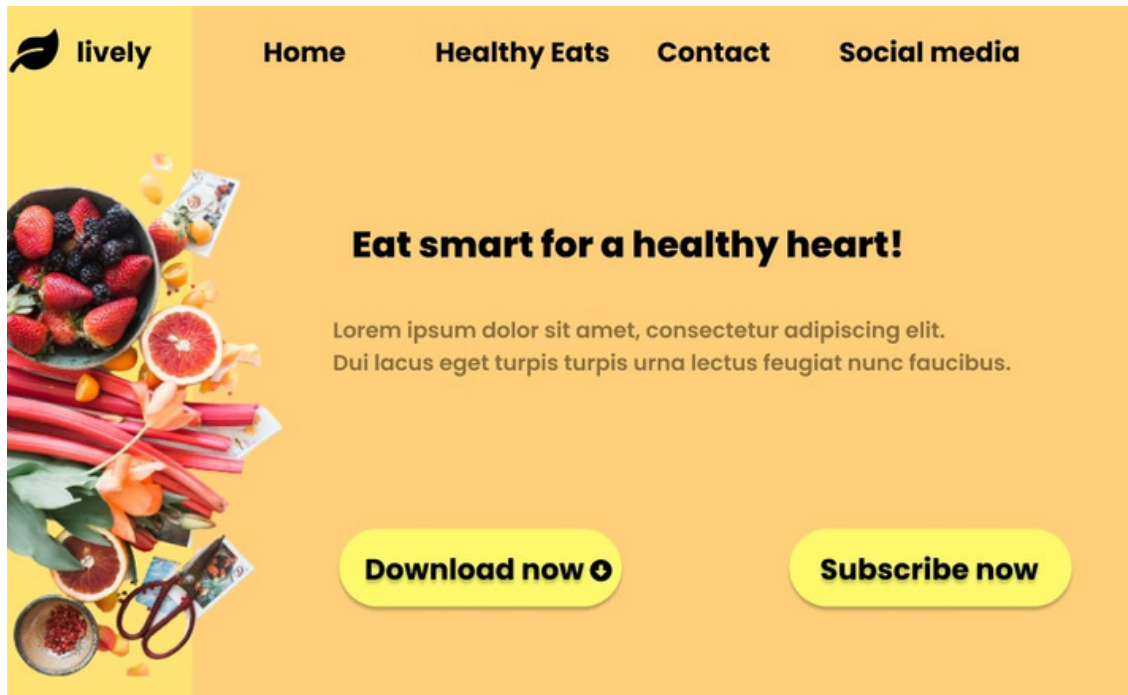 lively
Home
Healthy Eats
Contact
Social media
Eat smart for a healthy heart!
Lorem ipsum dolor sit amet, consectetur adipiscing elit.
Dui lacus eget turpis turpis urna lectus feugiat nunc faucibus.
Download now
Subscribe now